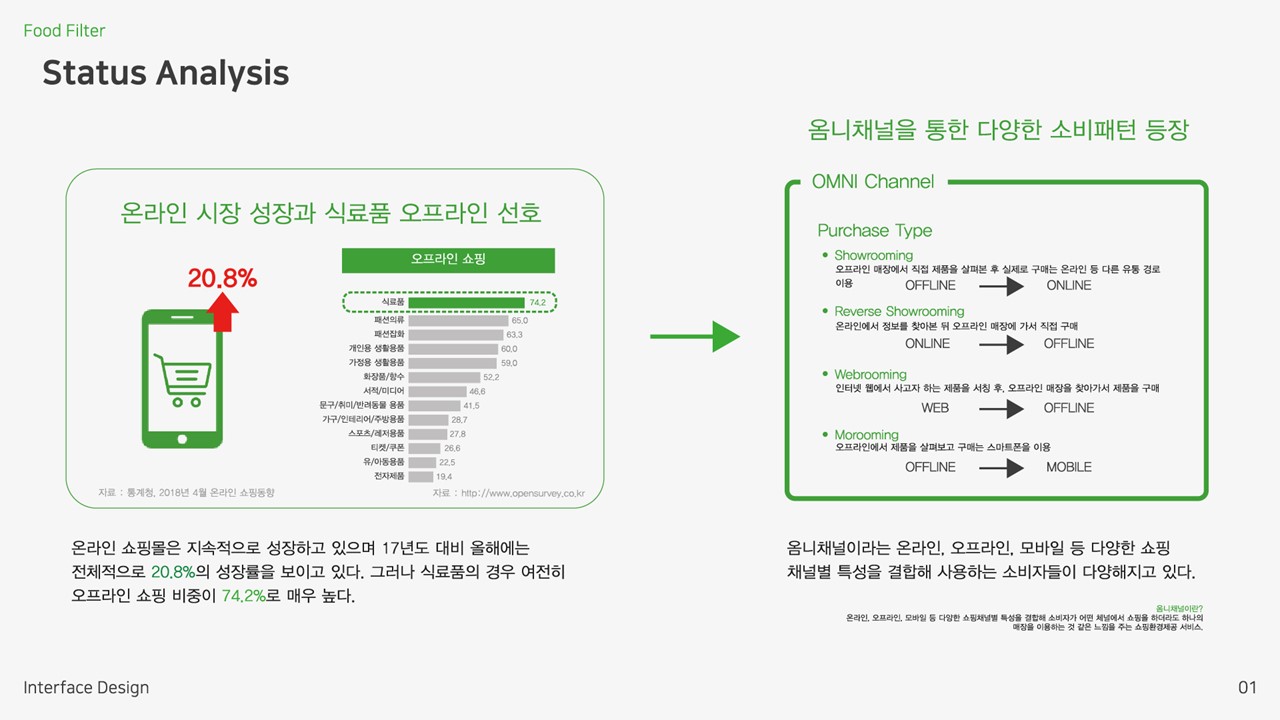 Food Filter
Status Analysis
온라인 시장 성장과 식료품 오프라인 선호
20.8%
오프라인 쇼핑
식료품 74.2
패션의류 65.0
패션잡화 63.3
개인용 생활용품 60.0
가정용 생활용품 59.0
화장품/향수 52.2
서적/미디어 46.6
문구/취미/반려동물 용품 41.5
가구/인테리어/주방용품 28.7
스포츠/레저용품 27.8
티켓/쿠폰 26.6
유/아동용품 22.5
전자제품 19.4
자료 : 통계청, 2018년 4월 온라인 쇼핑동향
자료 : http://www.opensurvey.co.kr
온라인 쇼핑몰은 지속적으로 성장하고 있으며 17년도 대비 올해에는
전체적으로 20.8%의 성장률을 보이고 있다. 그러나 식료품의 경우 여전히
오프라인 쇼핑 비중이 74.2%로 매우 높다.
옴니채널을 통한 다양한 소비패턴 등장
OMNI Channel
Purchase Type
• Showrooming
오프라인 매장에서 직접 제품을 살펴본 후 실제로 구매는 온라인 등 다른 유통 경로
이용
OFFLINE ONLINE
• Reverse Showrooming
온라인에서 정보를 찾아본 뒤 오프라인 매장에 가서 직접 구매
ONLINE OFFLINE
• Webrooming
인터넷 웹에서 사고자 하는 제품을 서칭 후, 오프라인 매장을 찾아가서 제품을 구매
WEB OFFLINE
• Morooming
오프라인에서 제품을 살펴보고 구매는 스마트폰을 이용
OFFLINE MOBILE
옴니채널이라는 온라인, 오프라인, 모바일 등 다양한 쇼핑
채널별 특성을 결합해 사용하는 소비자들이 다양해지고 있다.
옴니채널이란?
온라인, 오프라인, 모바일 등 다양한 쇼핑채널별 특성을 결합해 소비자가 어떤 체널에서 쇼핑을 하더라도 하나의
매장을 이용하는 것 같은 느낌을 주는 쇼핑환경제공 서비스.
Interface Design
01